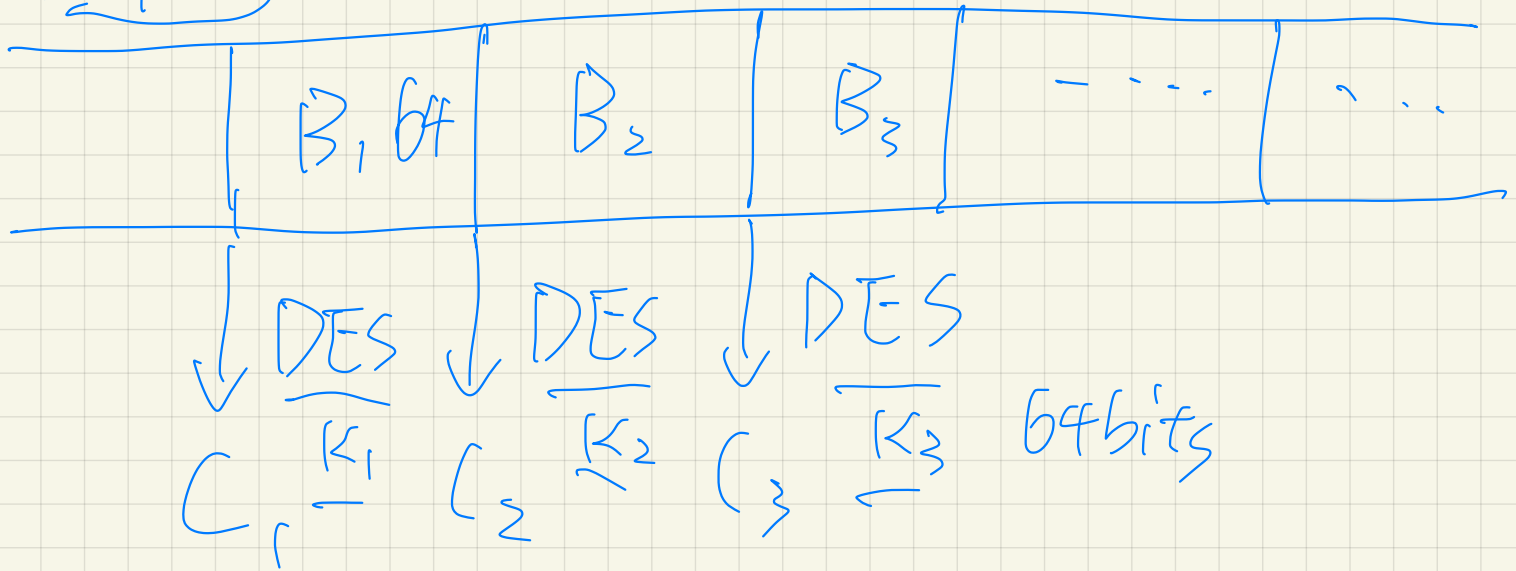 B1 64 B2 B3 - - - - . . .
DES DES DES
K1 K2 K3 64bits
C1 C2 C3